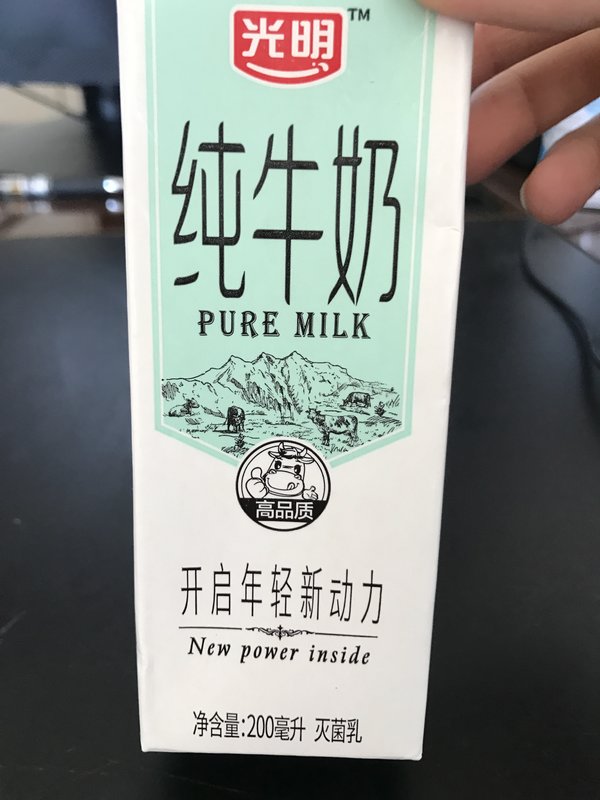 光明 TM
纯牛奶
PURE MILK
高品质
开启年轻新动力
New power inside
净含量:200毫升 灭菌乳